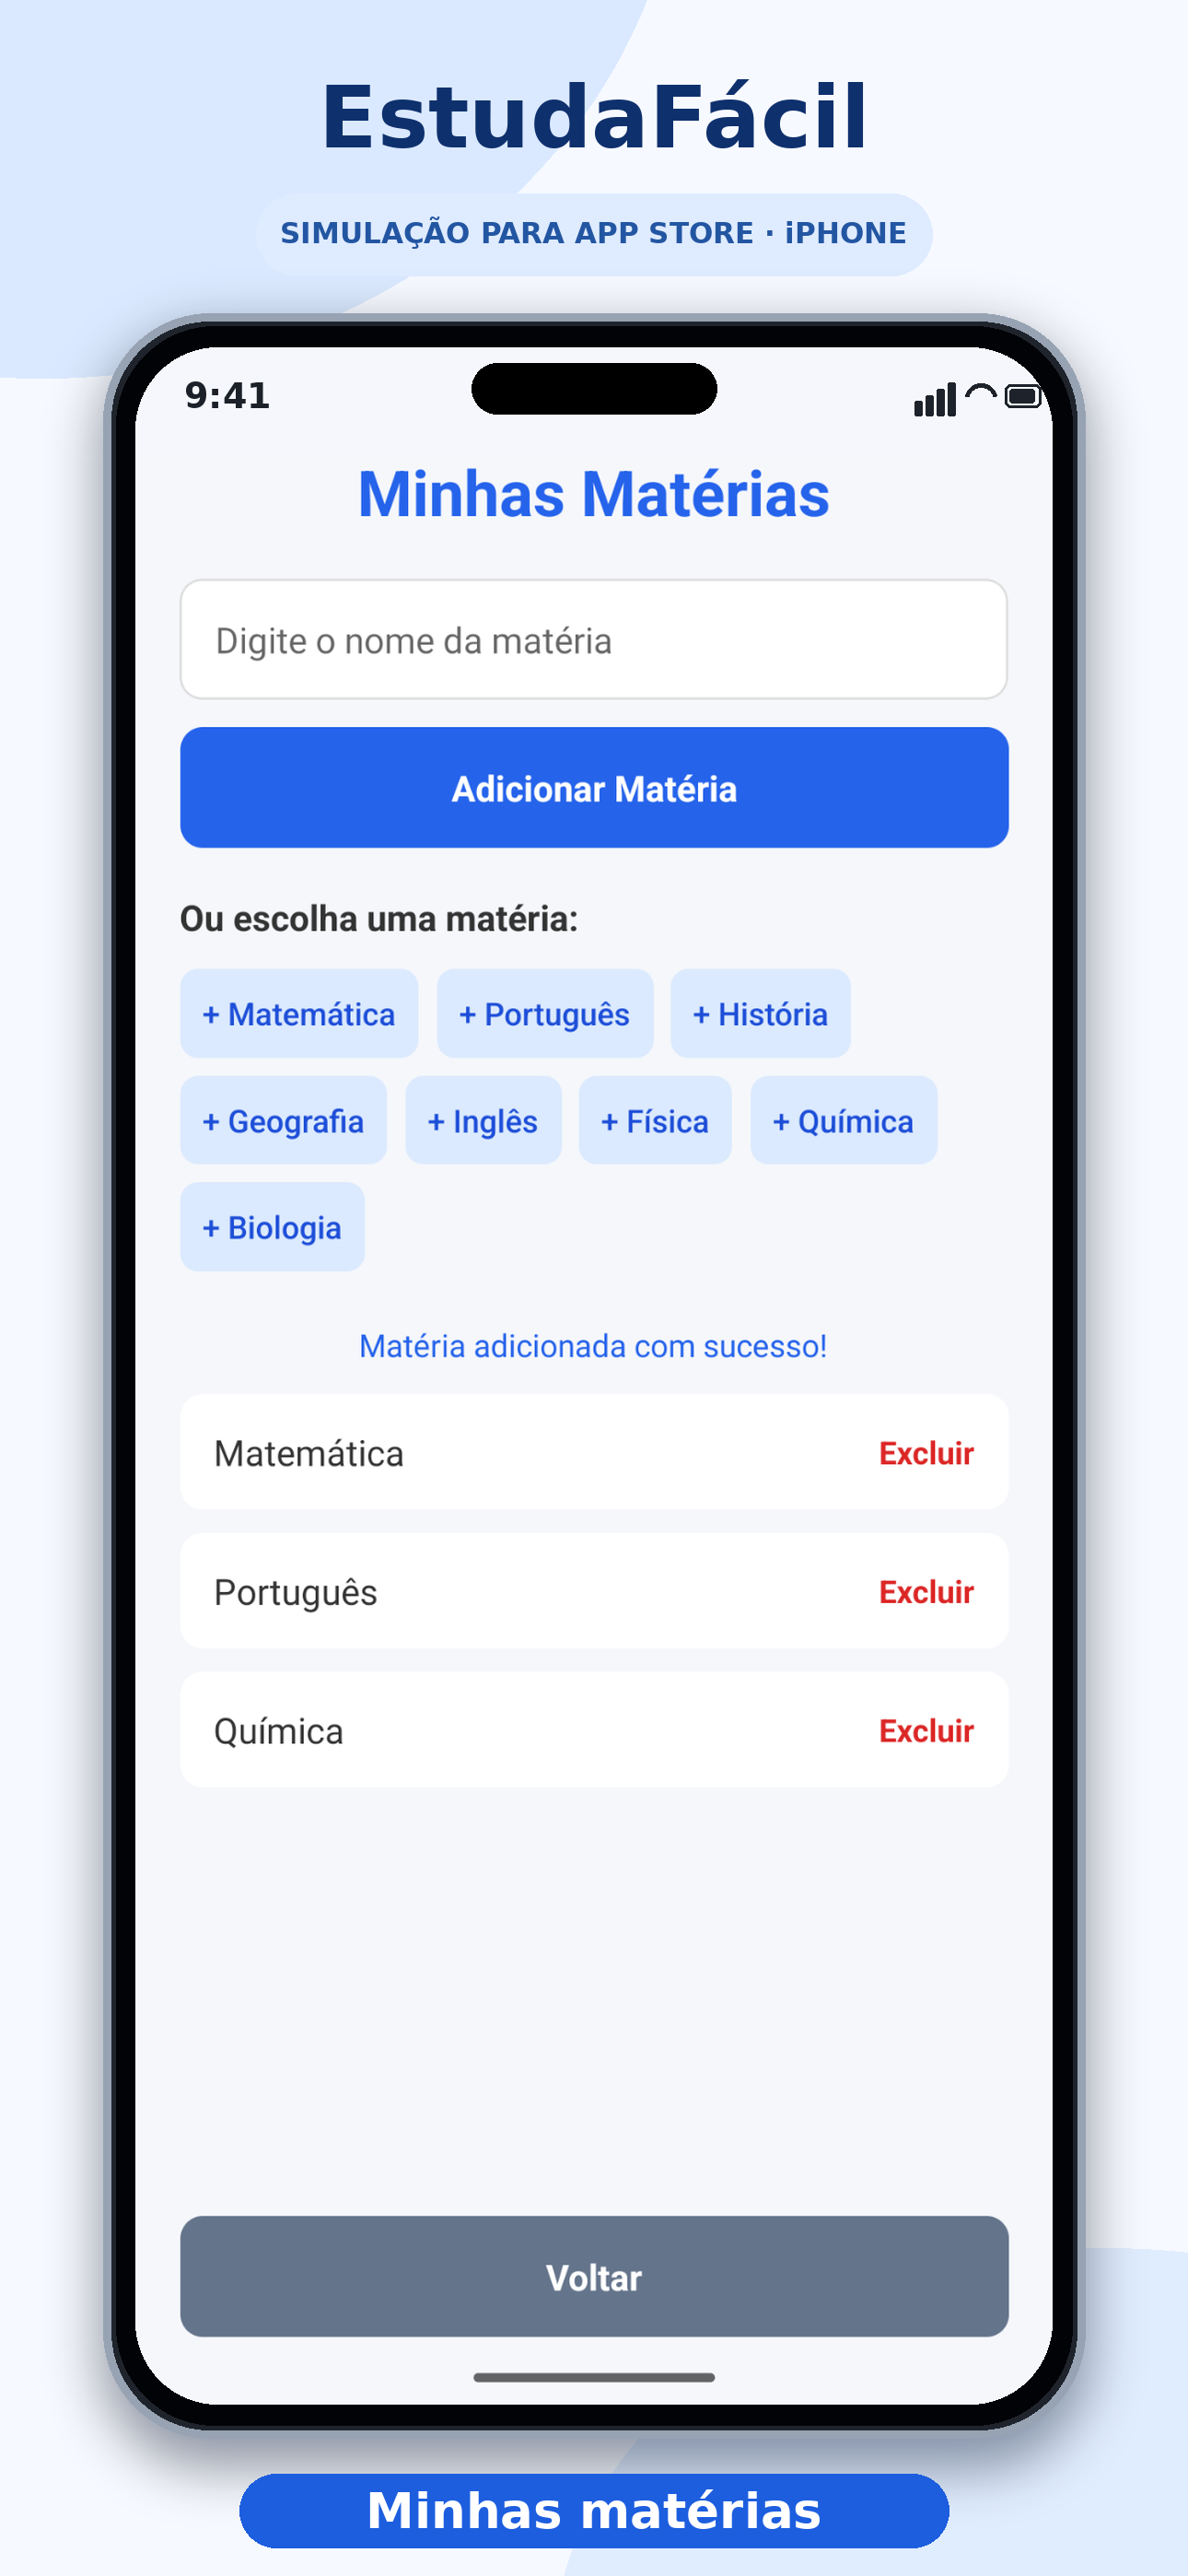 EstudaFácil
SIMULAÇÃO PARA APP STORE · iPHONE
9:41
Minhas Matérias
Digite o nome da matéria
Adicionar Matéria
Ou escolha uma matéria:
+ Matemática + Português + História
+ Geografia + Inglês + Física + Química
+ Biologia
Matéria adicionada com sucesso!
Matemática Excluir
Português Excluir
Química Excluir
Voltar
Minhas matérias